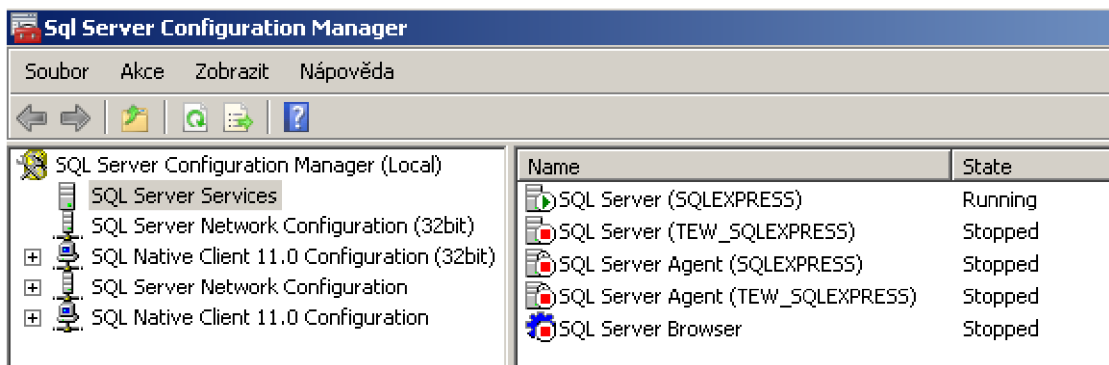 Sql Server Configuration Manager
Soubor Akce Zobrazit Nápověda
SQL Server Configuration Manager (Local)
SQL Server Services
SQL Server Network Configuration (32bit)
SQL Native Client 11.0 Configuration (32bit)
SQL Server Network Configuration
SQL Native Client 11.0 Configuration
Name State
SQL Server (SQLEXPRESS) Running
SQL Server (TEW_SQLEXPRESS) Stopped
SQL Server Agent (SQLEXPRESS) Stopped
SQL Server Agent (TEW_SQLEXPRESS) Stopped
SQL Server Browser Stopped